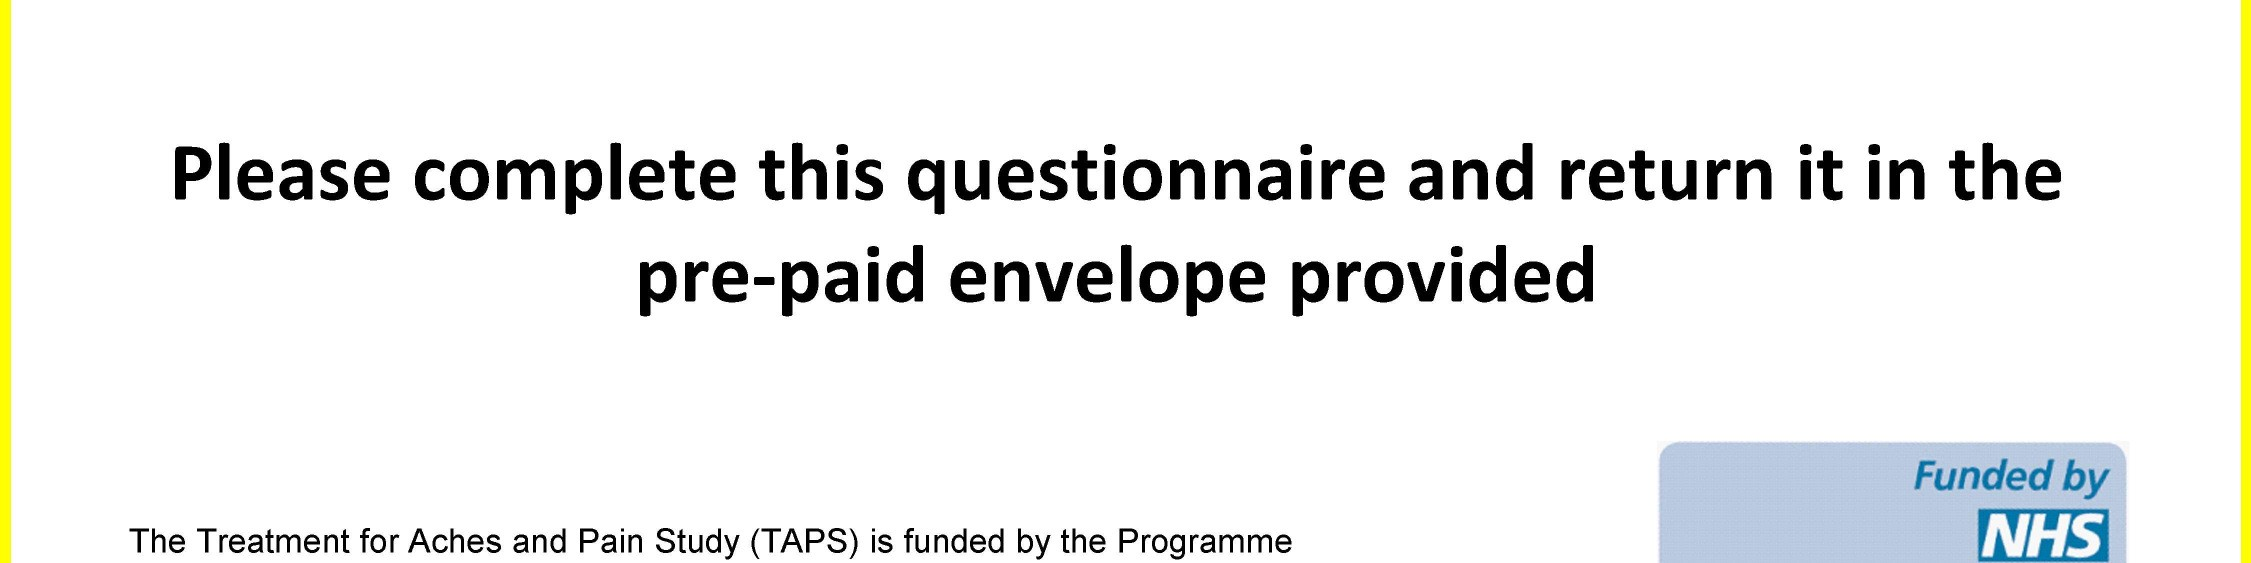 Please complete this questionnaire and return it in the
pre-paid envelope provided
Funded by
NHS
The Treatment for Aches and Pain Study (TAPS) is funded by the Programme